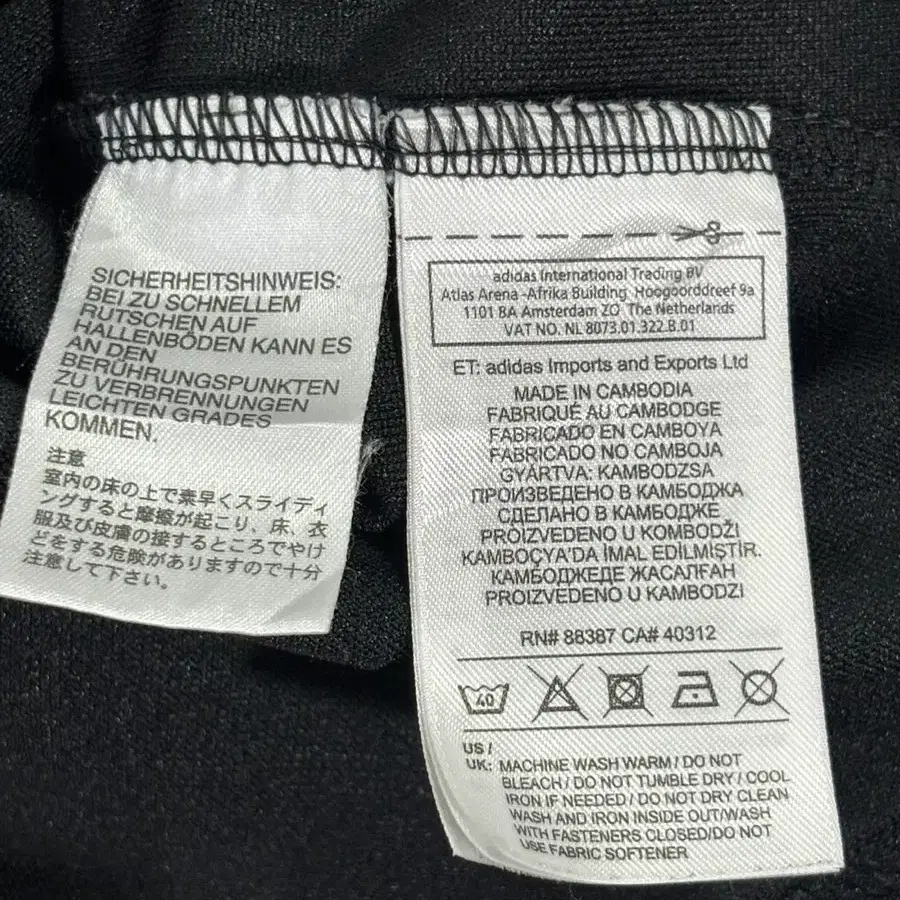 SICHERHEITSHINWEIS:
BEI ZU SCHNELLEM
RUTSCHEN AUF
HALLENBÖDEN KANN ES
AN DEN
BERÜHRUNGSPUNKTEN
ZU VERBRENNUNGEN
LEICHTEN GRADES
KOMMEN.
注意
室内の床の上で素早くスライディ
ングすると摩擦が起こり、床、衣
服及び皮膚の接するところでやけ
どをする危険がありますので十分
注意して下さい。
adidas International Trading BV
Atlas Arena -Afrika Building Hoogoorddreef 9a
1101 BA Amsterdam ZO The Netherlands
VAT NO. NL 8073.01.322.B.01
ET: adidas Imports and Exports Ltd
MADE IN CAMBODIA
FABRIQUÉ AU CAMBODGE
FABRICADO EN CAMBOYA
FABRICADO NO CAMBOJA
GYÁRTVA: KAMBODZSA
ПРОИЗВЕДЕНО В КАМБОДЖА
СДЕЛАНО В КАМБОДЖЕ
PROIZVEDENO U KOMBODŽI
KAMBOÇYA'DA İMAL EDİLMİŞTİR.
КАМБОДЖЕДЕ ЖАСАЛҒАН
PROIZVEDENO U KAMBODZI
RN# 88387 CA# 40312
40
US /
UK: MACHINE WASH WARM / DO NOT
BLEACH / DO NOT TUMBLE DRY / COOL
IRON IF NEEDED / DO NOT DRY CLEAN
WASH AND IRON INSIDE OUT/WASH
WITH FASTENERS CLOSED/DO NOT
USE FABRIC SOFTENER